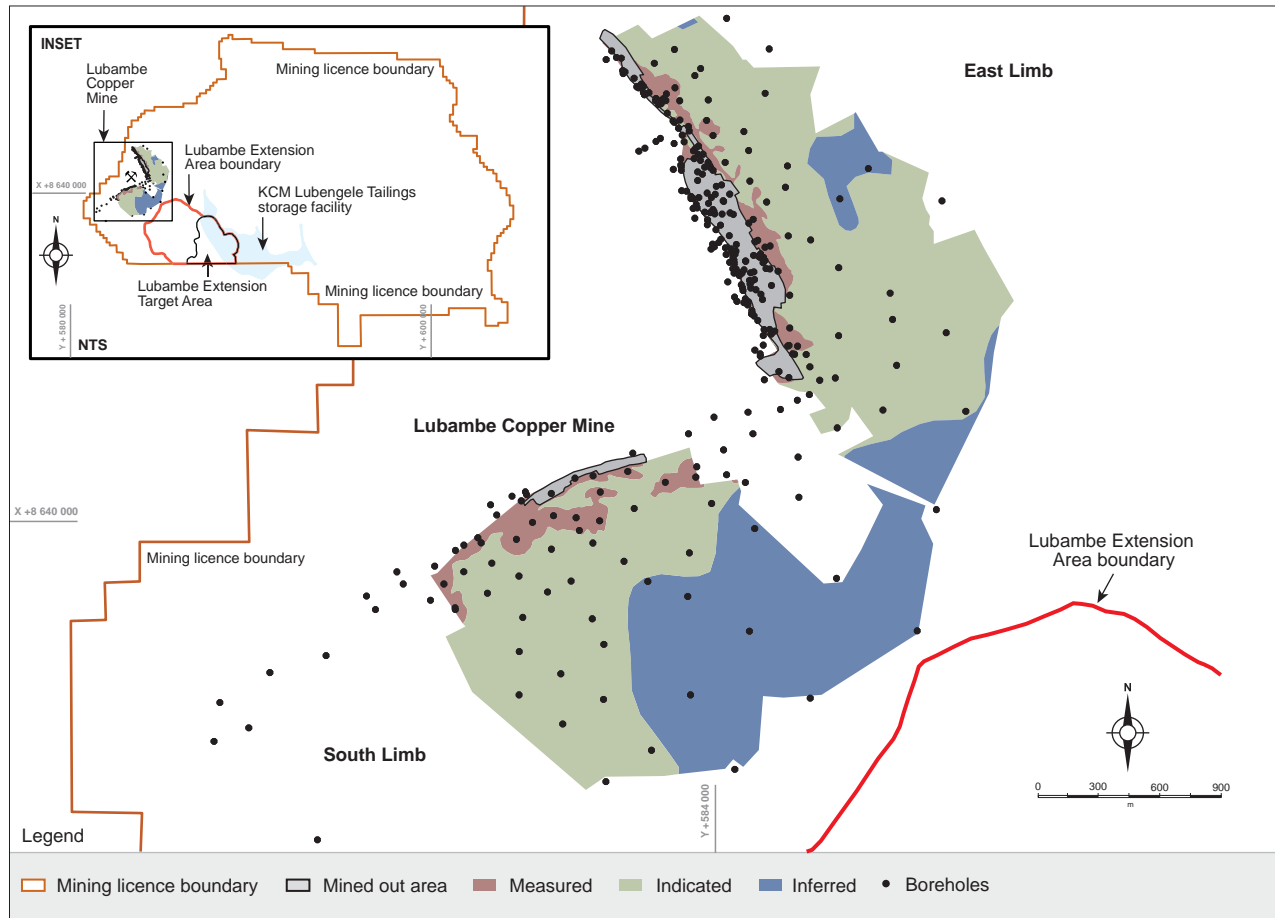 INSET
Lubambe
Copper
Mine
Mining licence boundary
Lubambe Extension
Area boundary
KCM Lubengele Tailings
storage facility
X +8 640 000
N
Lubambe Extension
Target Area
Mining licence boundary
Y + 580 000
Y + 600 000
NTS
East Limb
Lubambe Copper Mine
X +8 640 000
Mining licence boundary
Lubambe Extension
Area boundary
South Limb
Y + 584 000
N
0 300 600 900
m
Legend
Mining licence boundary Mined out area Measured Indicated Inferred Boreholes